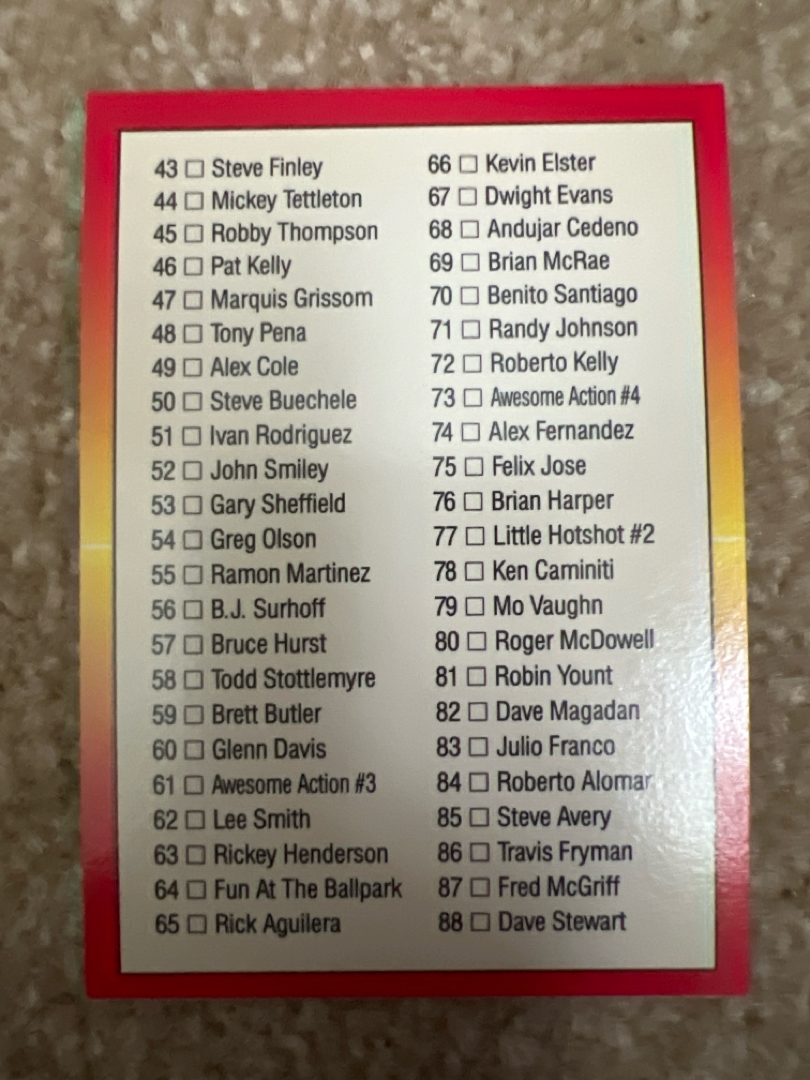 43 ☐ Steve Finley
44 ☐ Mickey Tettleton
45 ☐ Robby Thompson
46 ☐ Pat Kelly
47 ☐ Marquis Grissom
48 ☐ Tony Pena
49 ☐ Alex Cole
50 ☐ Steve Buechele
51 ☐ Ivan Rodriguez
52 ☐ John Smiley
53 ☐ Gary Sheffield
54 ☐ Greg Olson
55 ☐ Ramon Martinez
56 ☐ B.J. Surhoff
57 ☐ Bruce Hurst
58 ☐ Todd Stottlemyre
59 ☐ Brett Butler
60 ☐ Glenn Davis
61 ☐ Awesome Action #3
62 ☐ Lee Smith
63 ☐ Rickey Henderson
64 ☐ Fun At The Ballpark
65 ☐ Rick Aguilera
66 ☐ Kevin Elster
67 ☐ Dwight Evans
68 ☐ Andujar Cedeno
69 ☐ Brian McRae
70 ☐ Benito Santiago
71 ☐ Randy Johnson
72 ☐ Roberto Kelly
73 ☐ Awesome Action #4
74 ☐ Alex Fernandez
75 ☐ Felix Jose
76 ☐ Brian Harper
77 ☐ Little Hotshot #2
78 ☐ Ken Caminiti
79 ☐ Mo Vaughn
80 ☐ Roger McDowell
81 ☐ Robin Yount
82 ☐ Dave Magadan
83 ☐ Julio Franco
84 ☐ Roberto Alomar
85 ☐ Steve Avery
86 ☐ Travis Fryman
87 ☐ Fred McGriff
88 ☐ Dave Stewart